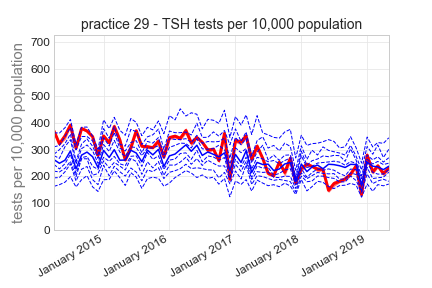 practice 29 - TSH tests per 10,000 population
tests per 10,000 population
700
600
500
400
300
200
100
0
January 2015
January 2016
January 2017
January 2018
January 2019